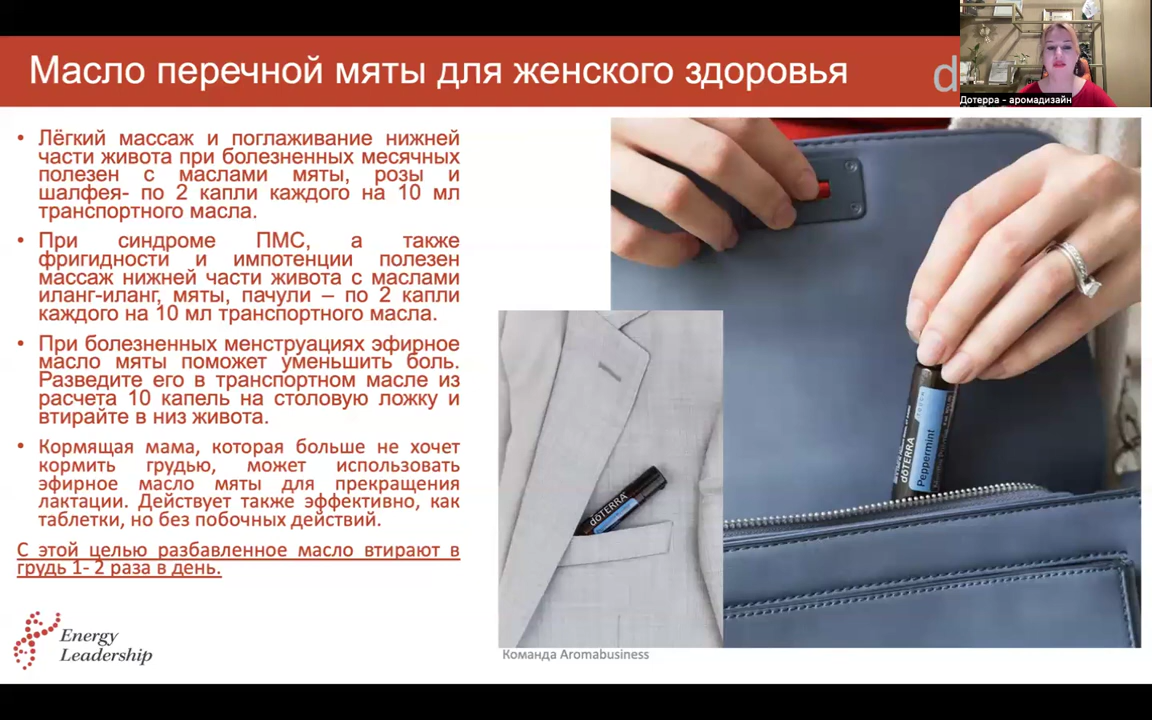 Масло перечной мяты для женского здоровья
d
Дотерра - аромадизайн
• Лёгкий массаж и поглаживание нижней
части живота при болезненных месячных
полезен с маслами мяты, розы и
шалфея- по 2 капли каждого на 10 мл
транспортного масла.
• При синдроме ПМС, а также
фригидности и импотенции полезен
массаж нижней части живота с маслами
иланг-иланг, мяты, пачули – по 2 капли
каждого на 10 мл транспортного масла.
• При болезненных менструациях эфирное
масло мяты поможет уменьшить боль.
Разведите его в транспортном масле из
расчета 10 капель на столовую ложку и
втирайте в низ живота.
• Кормящая мама, которая больше не хочет
кормить грудью, может использовать
эфирное масло мяты для прекращения
лактации. Действует также эффективно, как
таблетки, но без побочных действий.
С этой целью разбавленное масло втирают в
грудь 1- 2 раза в день.
dōTERRA
dōTERRA
Peppermint
Energy
Leadership
Команда Aromabusiness